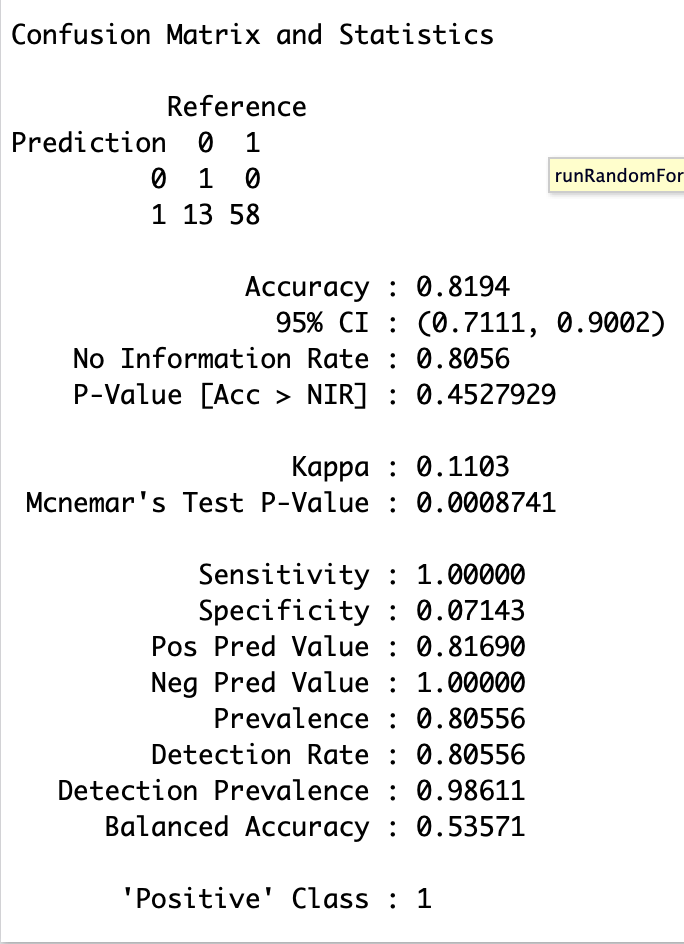 Confusion Matrix and Statistics
Reference
Prediction 0 1
0 1 0
1 13 58
runRandomFor
Accuracy : 0.8194
95% CI : (0.7111, 0.9002)
No Information Rate : 0.8056
P-Value [Acc > NIR] : 0.4527929
Kappa : 0.1103
Mcnemar's Test P-Value : 0.0008741
Sensitivity : 1.00000
Specificity : 0.07143
Pos Pred Value : 0.81690
Neg Pred Value : 1.00000
Prevalence : 0.80556
Detection Rate : 0.80556
Detection Prevalence : 0.98611
Balanced Accuracy : 0.53571
'Positive' Class : 1